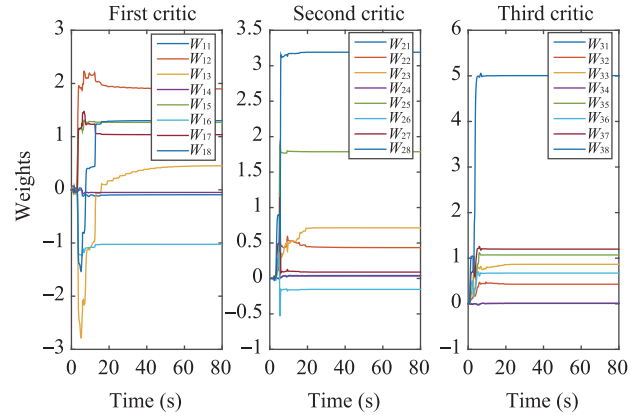 First critic
Second critic
Third critic
Weights
3
2
1
0
−1
−2
−3
W11
W12
W13
W14
W15
W16
W17
W18
0 20 40 60 80
Time (s)
3.5
3
2.5
2
1.5
1
0.5
0
−0.5
−1
W21
W22
W23
W24
W25
W26
W27
W28
0 20 40 60 80
Time (s)
6
5
4
3
2
1
0
−1
W31
W32
W33
W34
W35
W36
W37
W38
0 20 40 60 80
Time (s)